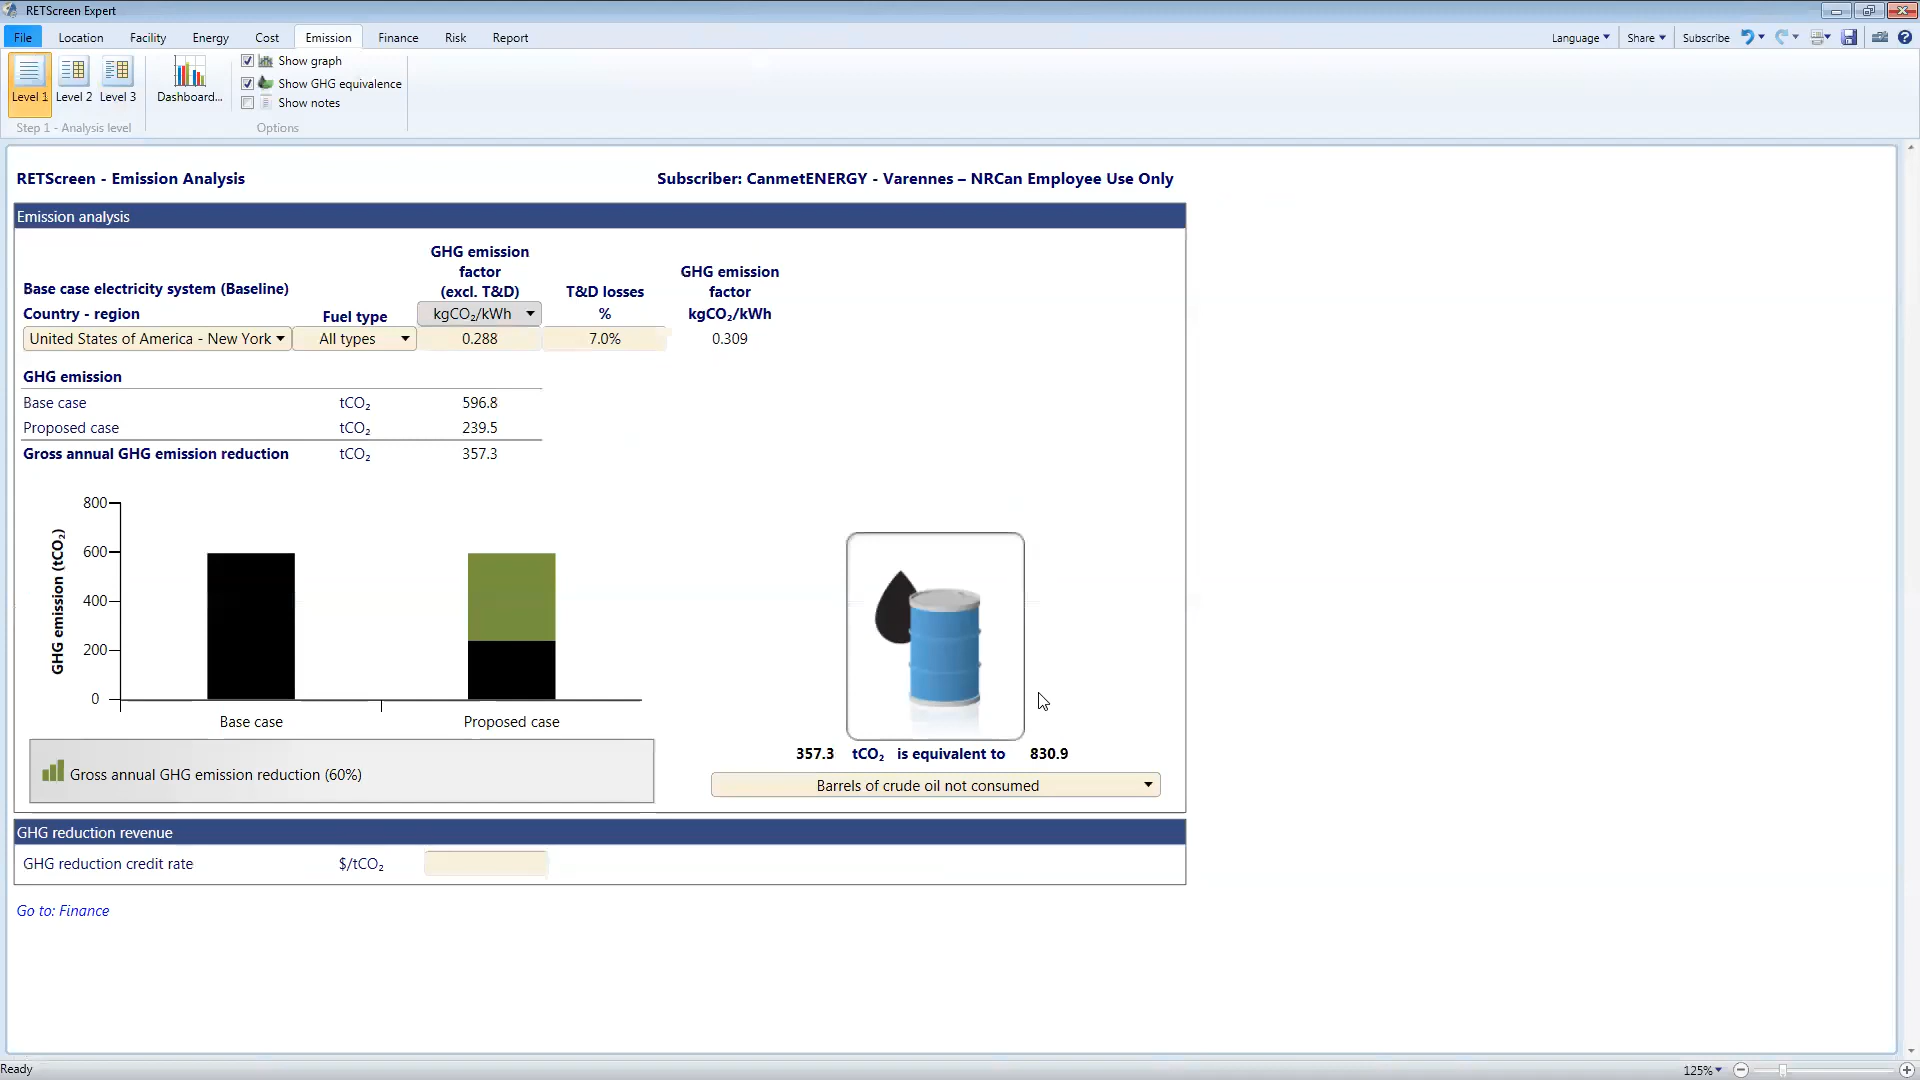 RETScreen Expert
File Location Facility Energy Cost Emission Finance Risk Report
Language Share Subscribe
Level 1 Level 2 Level 3
Step 1 - Analysis level
Dashboard...
Show graph
Show GHG equivalence
Show notes
Options
RETScreen - Emission Analysis
Subscriber: CanmetENERGY - Varennes – NRCan Employee Use Only
Emission analysis
GHG emission
factor
(excl. T&D)
GHG emission
factor
Base case electricity system (Baseline)
T&D losses
Country - region
Fuel type
kgCO₂/kWh
%
kgCO₂/kWh
United States of America - New York
All types
0.288
7.0%
0.309
GHG emission
Base case tCO₂ 596.8
Proposed case tCO₂ 239.5
Gross annual GHG emission reduction tCO₂ 357.3
GHG emission (tCO₂)
800
600
400
200
0
Base case
Proposed case
Gross annual GHG emission reduction (60%)
357.3 tCO₂ is equivalent to 830.9
Barrels of crude oil not consumed
GHG reduction revenue
GHG reduction credit rate $/tCO₂
Go to: Finance
Ready
125%